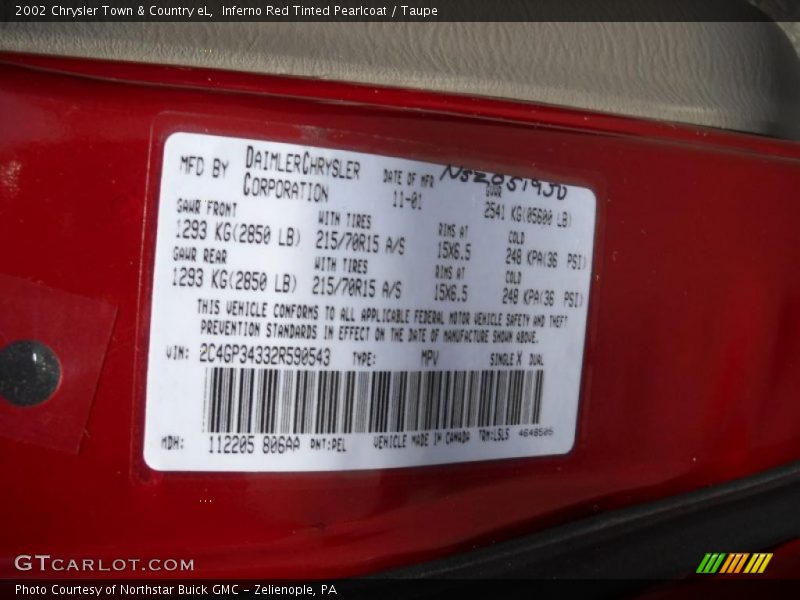 2002 Chrysler Town & Country eL, Inferno Red Tinted Pearlcoat / Taupe
MFD BY DAIMLERCHRYSLER CORPORATION DATE OF MFR 11-01 GVWR 2541 KG(05600 LB)
GAWR FRONT WITH TIRES RIMS AT COLD
1293 KG(2850 LB) 215/70R15 A/S 15X6.5 248 KPA(36 PSI)
GAWR REAR WITH TIRES RIMS AT COLD
1293 KG(2850 LB) 215/70R15 A/S 15X6.5 248 KPA(36 PSI)
THIS VEHICLE CONFORMS TO ALL APPLICABLE FEDERAL MOTOR VEHICLE SAFETY AND THEFT
PREVENTION STANDARDS IN EFFECT ON THE DATE OF MANUFACTURE SHOWN ABOVE.
VIN: 2C4GP34332R590543 TYPE: MPV SINGLE X DUAL
MDH: 112205 806AA PNT:PEL VEHICLE MADE IN CANADA TRM:LSLS 4648505
GTCARLOT.COM
Photo Courtesy of Northstar Buick GMC - Zelienople, PA